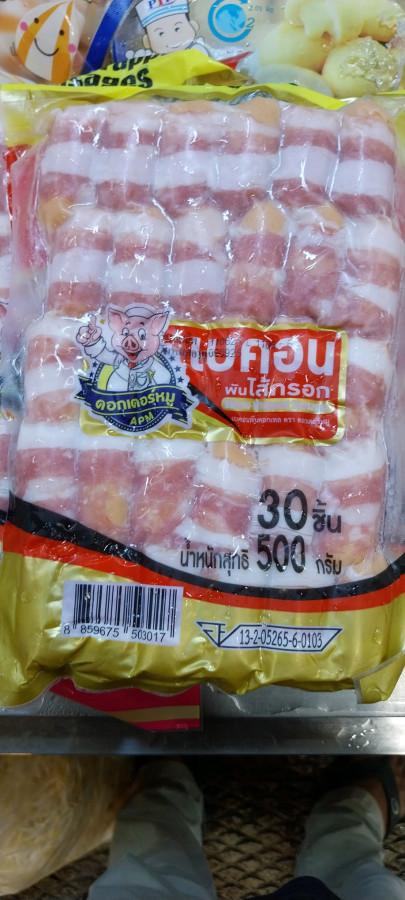 เบคอน
พันไส้กรอก
ดอกเตอร์หมู
APM
30 ชิ้น
น้ำหนักสุทธิ 500 กรัม
8 859675 503017
13-2-05265-6-0103